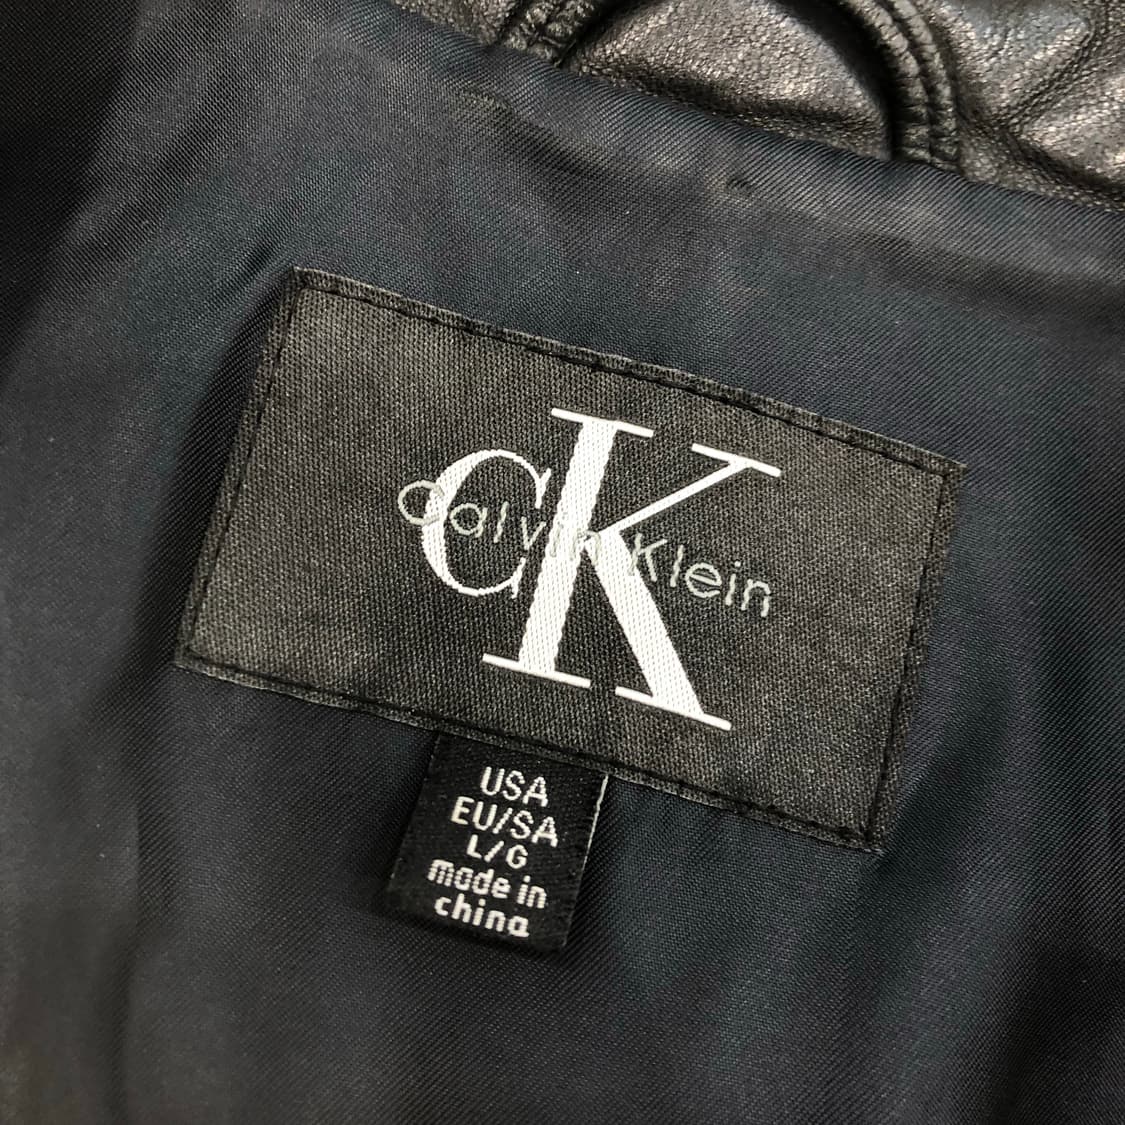 CK
Calvin Klein
USA
EU/SA
L/G
made in
china